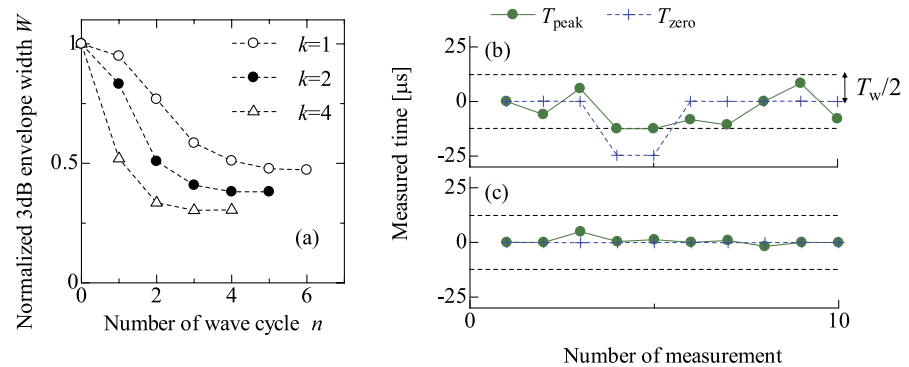 Normalized 3dB envelope width W
1
0.5
0
k=1
k=2
k=4
(a)
0 2 4 6
Number of wave cycle n
T_peak T_zero
Measured time [μs]
25
(b)
0
T_w/2
-25
25
(c)
0
-25
0 10
Number of measurement